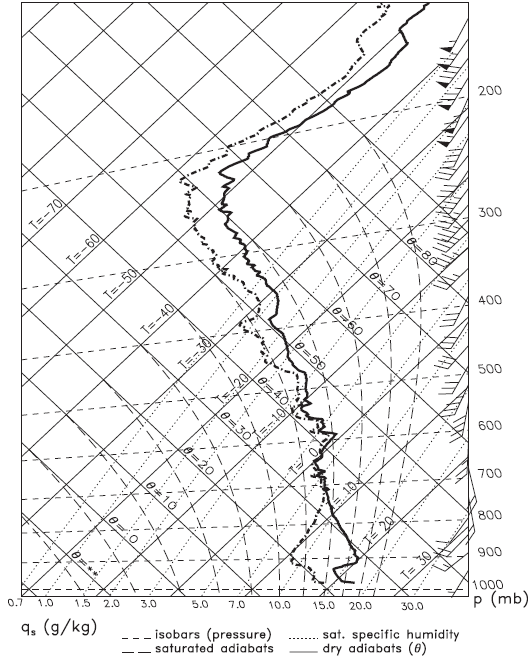 200
θ=80
T=-70
300
T=-60
θ=70
T=-50
400
T=-40
θ=60
T=-30
θ=50
500
T=-20
θ=40
T=-10
θ=30
600
θ=20
T= 0
700
θ=10
T= 10
800
θ= 0
T= 20
900
θ=**
T= 30
1000
0.7 1.0 1.5 2.0 3.0 5.0 7.0 10.0 15.0 20.0 30.0 p (mb)
qs (g/kg)
isobars (pressure) sat. specific humidity
saturated adiabats dry adiabats (θ)